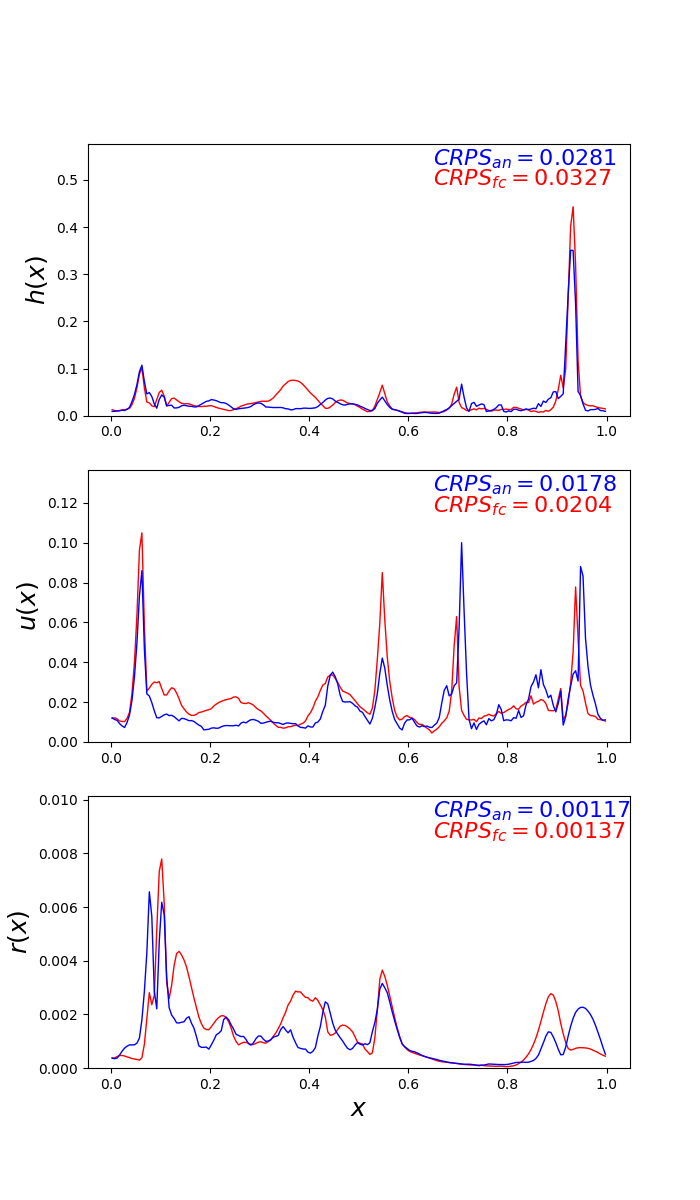 CRPS_an = 0.0281
CRPS_fc = 0.0327
0.5
0.4
0.3
0.2
0.1
0.0
h(x)
0.0 0.2 0.4 0.6 0.8 1.0
CRPS_an = 0.0178
CRPS_fc = 0.0204
0.12
0.10
0.08
0.06
0.04
0.02
0.00
u(x)
0.0 0.2 0.4 0.6 0.8 1.0
CRPS_an = 0.00117
CRPS_fc = 0.00137
0.010
0.008
0.006
0.004
0.002
0.000
r(x)
0.0 0.2 0.4 0.6 0.8 1.0
x